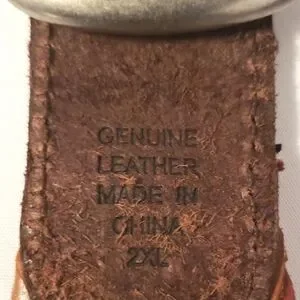 GENUINE
LEATHER
MADE IN
CHINA
2XL